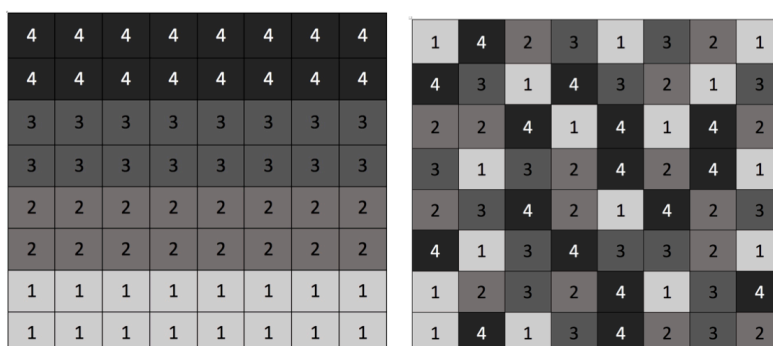 4 4 4 4 4 4 4 4
4 4 4 4 4 4 4 4
3 3 3 3 3 3 3 3
3 3 3 3 3 3 3 3
2 2 2 2 2 2 2 2
2 2 2 2 2 2 2 2
1 1 1 1 1 1 1 1
1 1 1 1 1 1 1 1
1 4 2 3 1 3 2 1
4 3 1 4 3 2 1 3
2 2 4 1 4 1 4 2
3 1 3 2 4 2 4 1
2 3 4 2 1 4 2 3
4 1 3 4 3 3 2 1
1 2 3 2 4 1 3 4
1 4 1 3 4 2 3 2